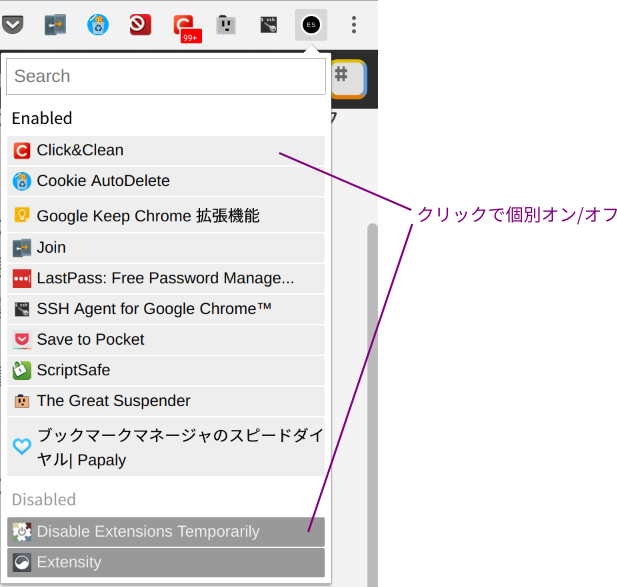 99+
ES
Search
#
Enabled
Click&Clean
Cookie AutoDelete
Google Keep Chrome 拡張機能
Join
LastPass: Free Password Manage...
SSH Agent for Google Chrome™
Save to Pocket
ScriptSafe
The Great Suspender
ブックマークマネージャのスピードダイ
ヤル| Papaly
Disabled
Disable Extensions Temporarily
Extensity
クリックで個別オン/オフ